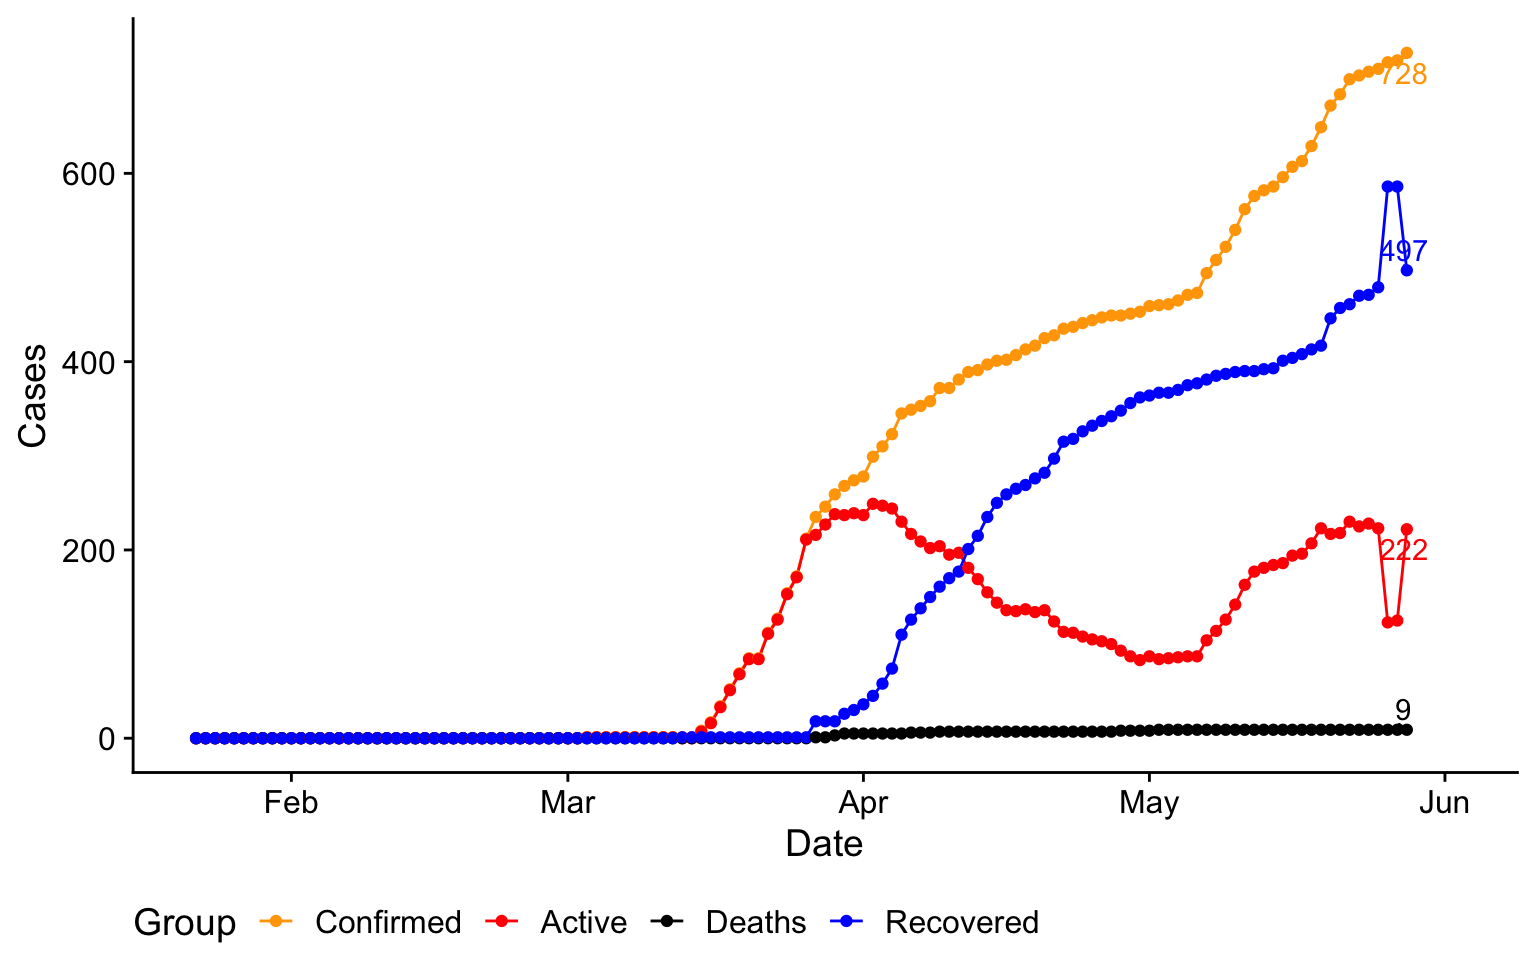 728
600
497
400
Cases
200
222
9
0
Feb Mar Apr May Jun
Date
Group Confirmed Active Deaths Recovered